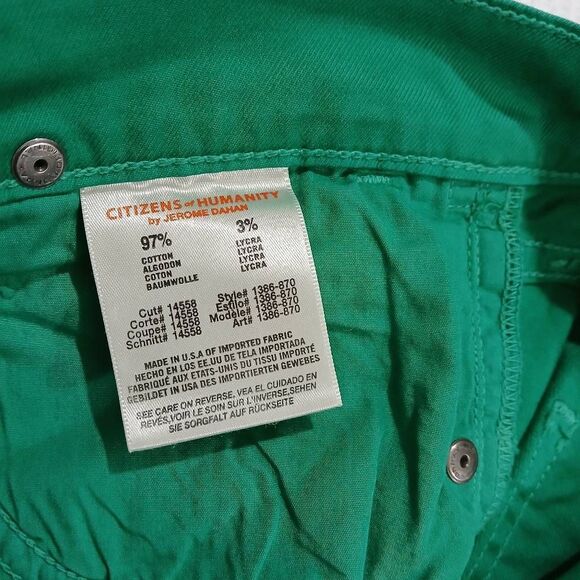 CITIZENS of HUMANITY
by JEROME DAHAN
97% 3%
COTTON LYCRA
ALGODON LYCRA
COTON LYCRA
BAUMWOLLE LYCRA
Cut# 14558 Style# 1386-870
Corte# 14558 Estilo# 1386-870
Coupe# 14558 Modele# 1386-870
Schnitt# 14558 Art# 1386-870
MADE IN U.S.A OF IMPORTED FABRIC
HECHO EN LOS EE.UU DE TELA IMPORTADA
FABRIQUÉ AUX ETATS-UNIS DU TISSU IMPORTÉ
GEBILDET IN USA DES IMPORTIERTEN GEWEBES
SEE CARE ON REVERSE, VEA EL CUIDADO EN
REVÉS,VOIR LE SOIN SUR L'INVERSE,SEHEN
SIE SORGFALT AUF RÜCKSEITE